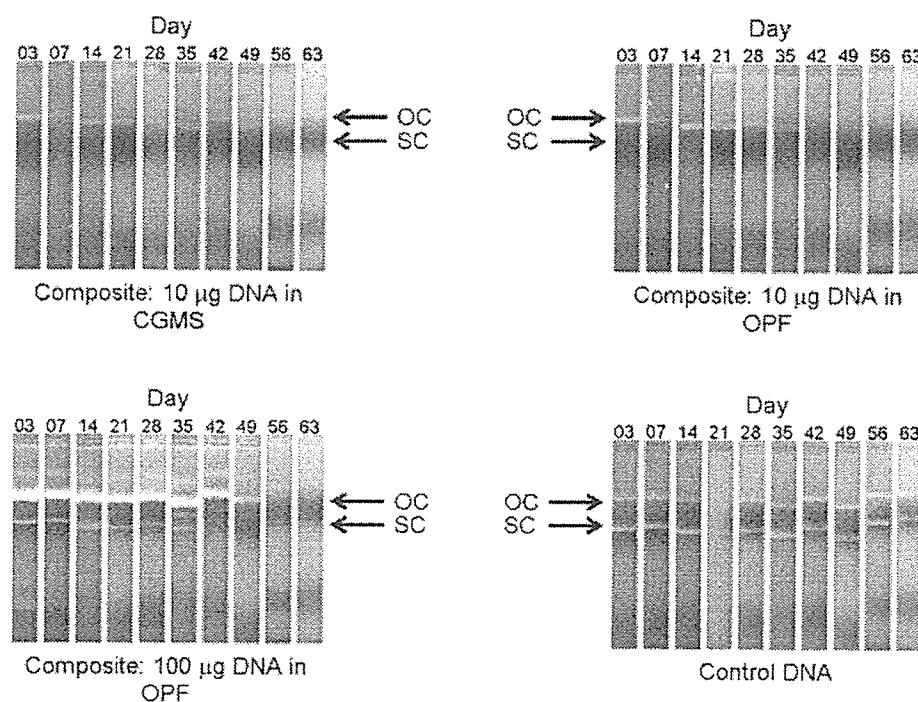 Day
03 07 14 21 28 35 42 49 56 63
OC
SC
Composite: 10 µg DNA in
CGMS
Day
03 07 14 21 28 35 42 49 56 63
OC
SC
Composite: 10 µg DNA in
OPF
Day
03 07 14 21 28 35 42 49 56 63
OC
SC
Composite: 100 µg DNA in
OPF
Day
03 07 14 21 28 35 42 49 56 63
OC
SC
Control DNA